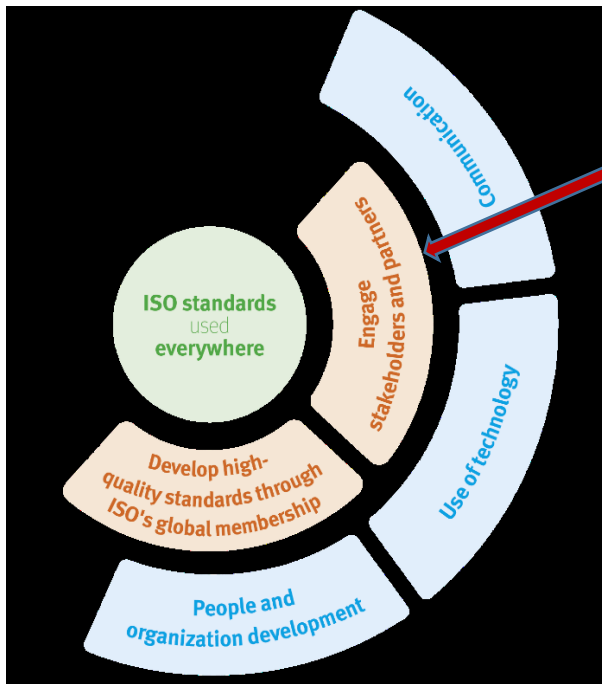 Communication
Engage
stakeholders and partners
ISO standards
used
everywhere
Use of technology
Develop high-
quality standards through
ISO's global membership
People and
organization development